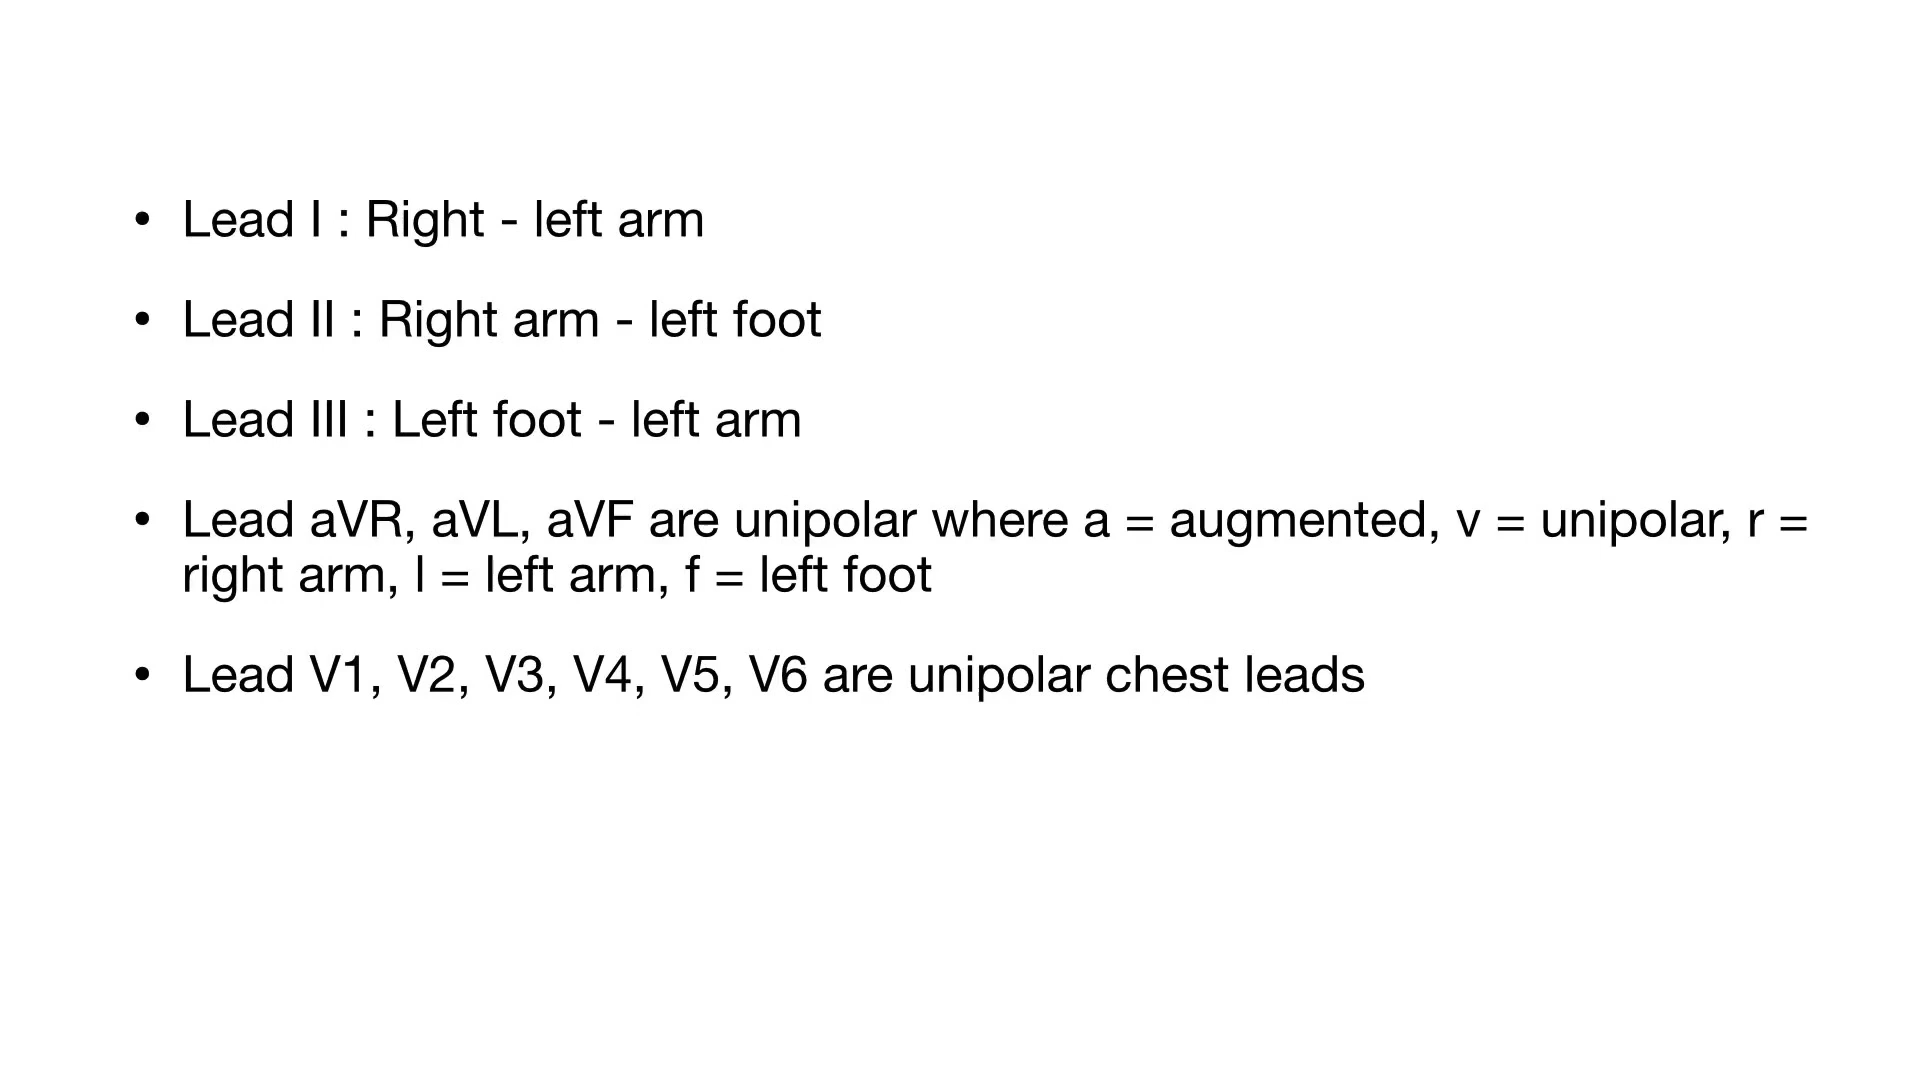 • Lead I : Right - left arm
• Lead II : Right arm - left foot
• Lead III : Left foot - left arm
• Lead aVR, aVL, aVF are unipolar where a = augmented, v = unipolar, r =
right arm, l = left arm, f = left foot
• Lead V1, V2, V3, V4, V5, V6 are unipolar chest leads